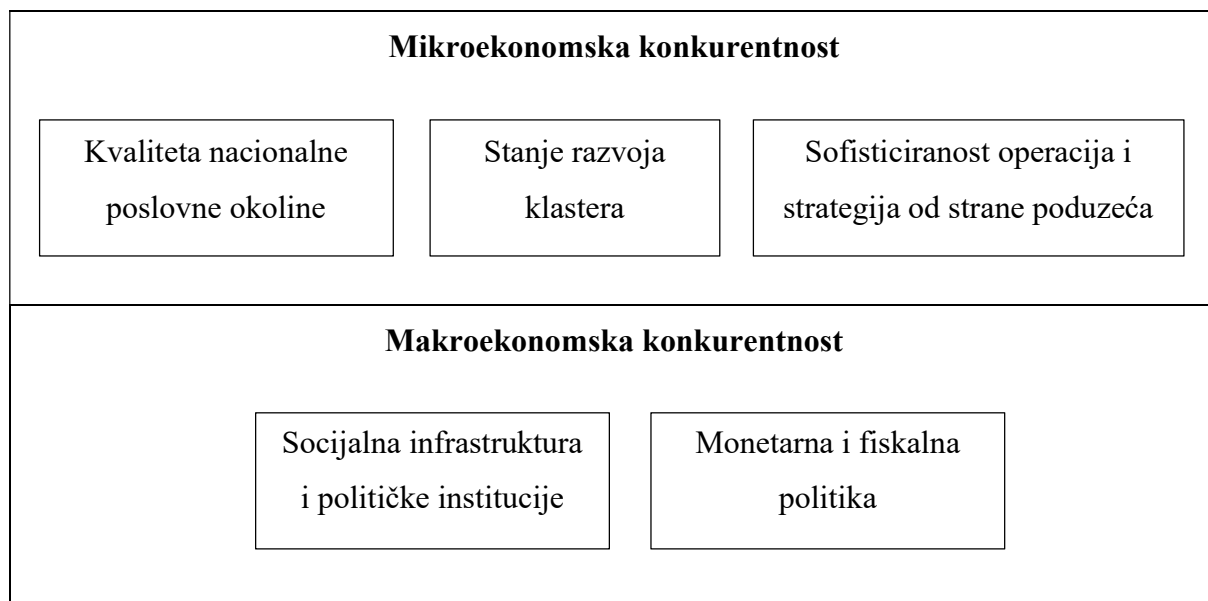 Mikroekonomska konkurentnost
Kvaliteta nacionalne
poslovne okoline
Stanje razvoja
klastera
Sofisticiranost operacija i
strategija od strane poduzeća
Makroekonomska konkurentnost
Socijalna infrastruktura
i političke institucije
Monetarna i fiskalna
politika